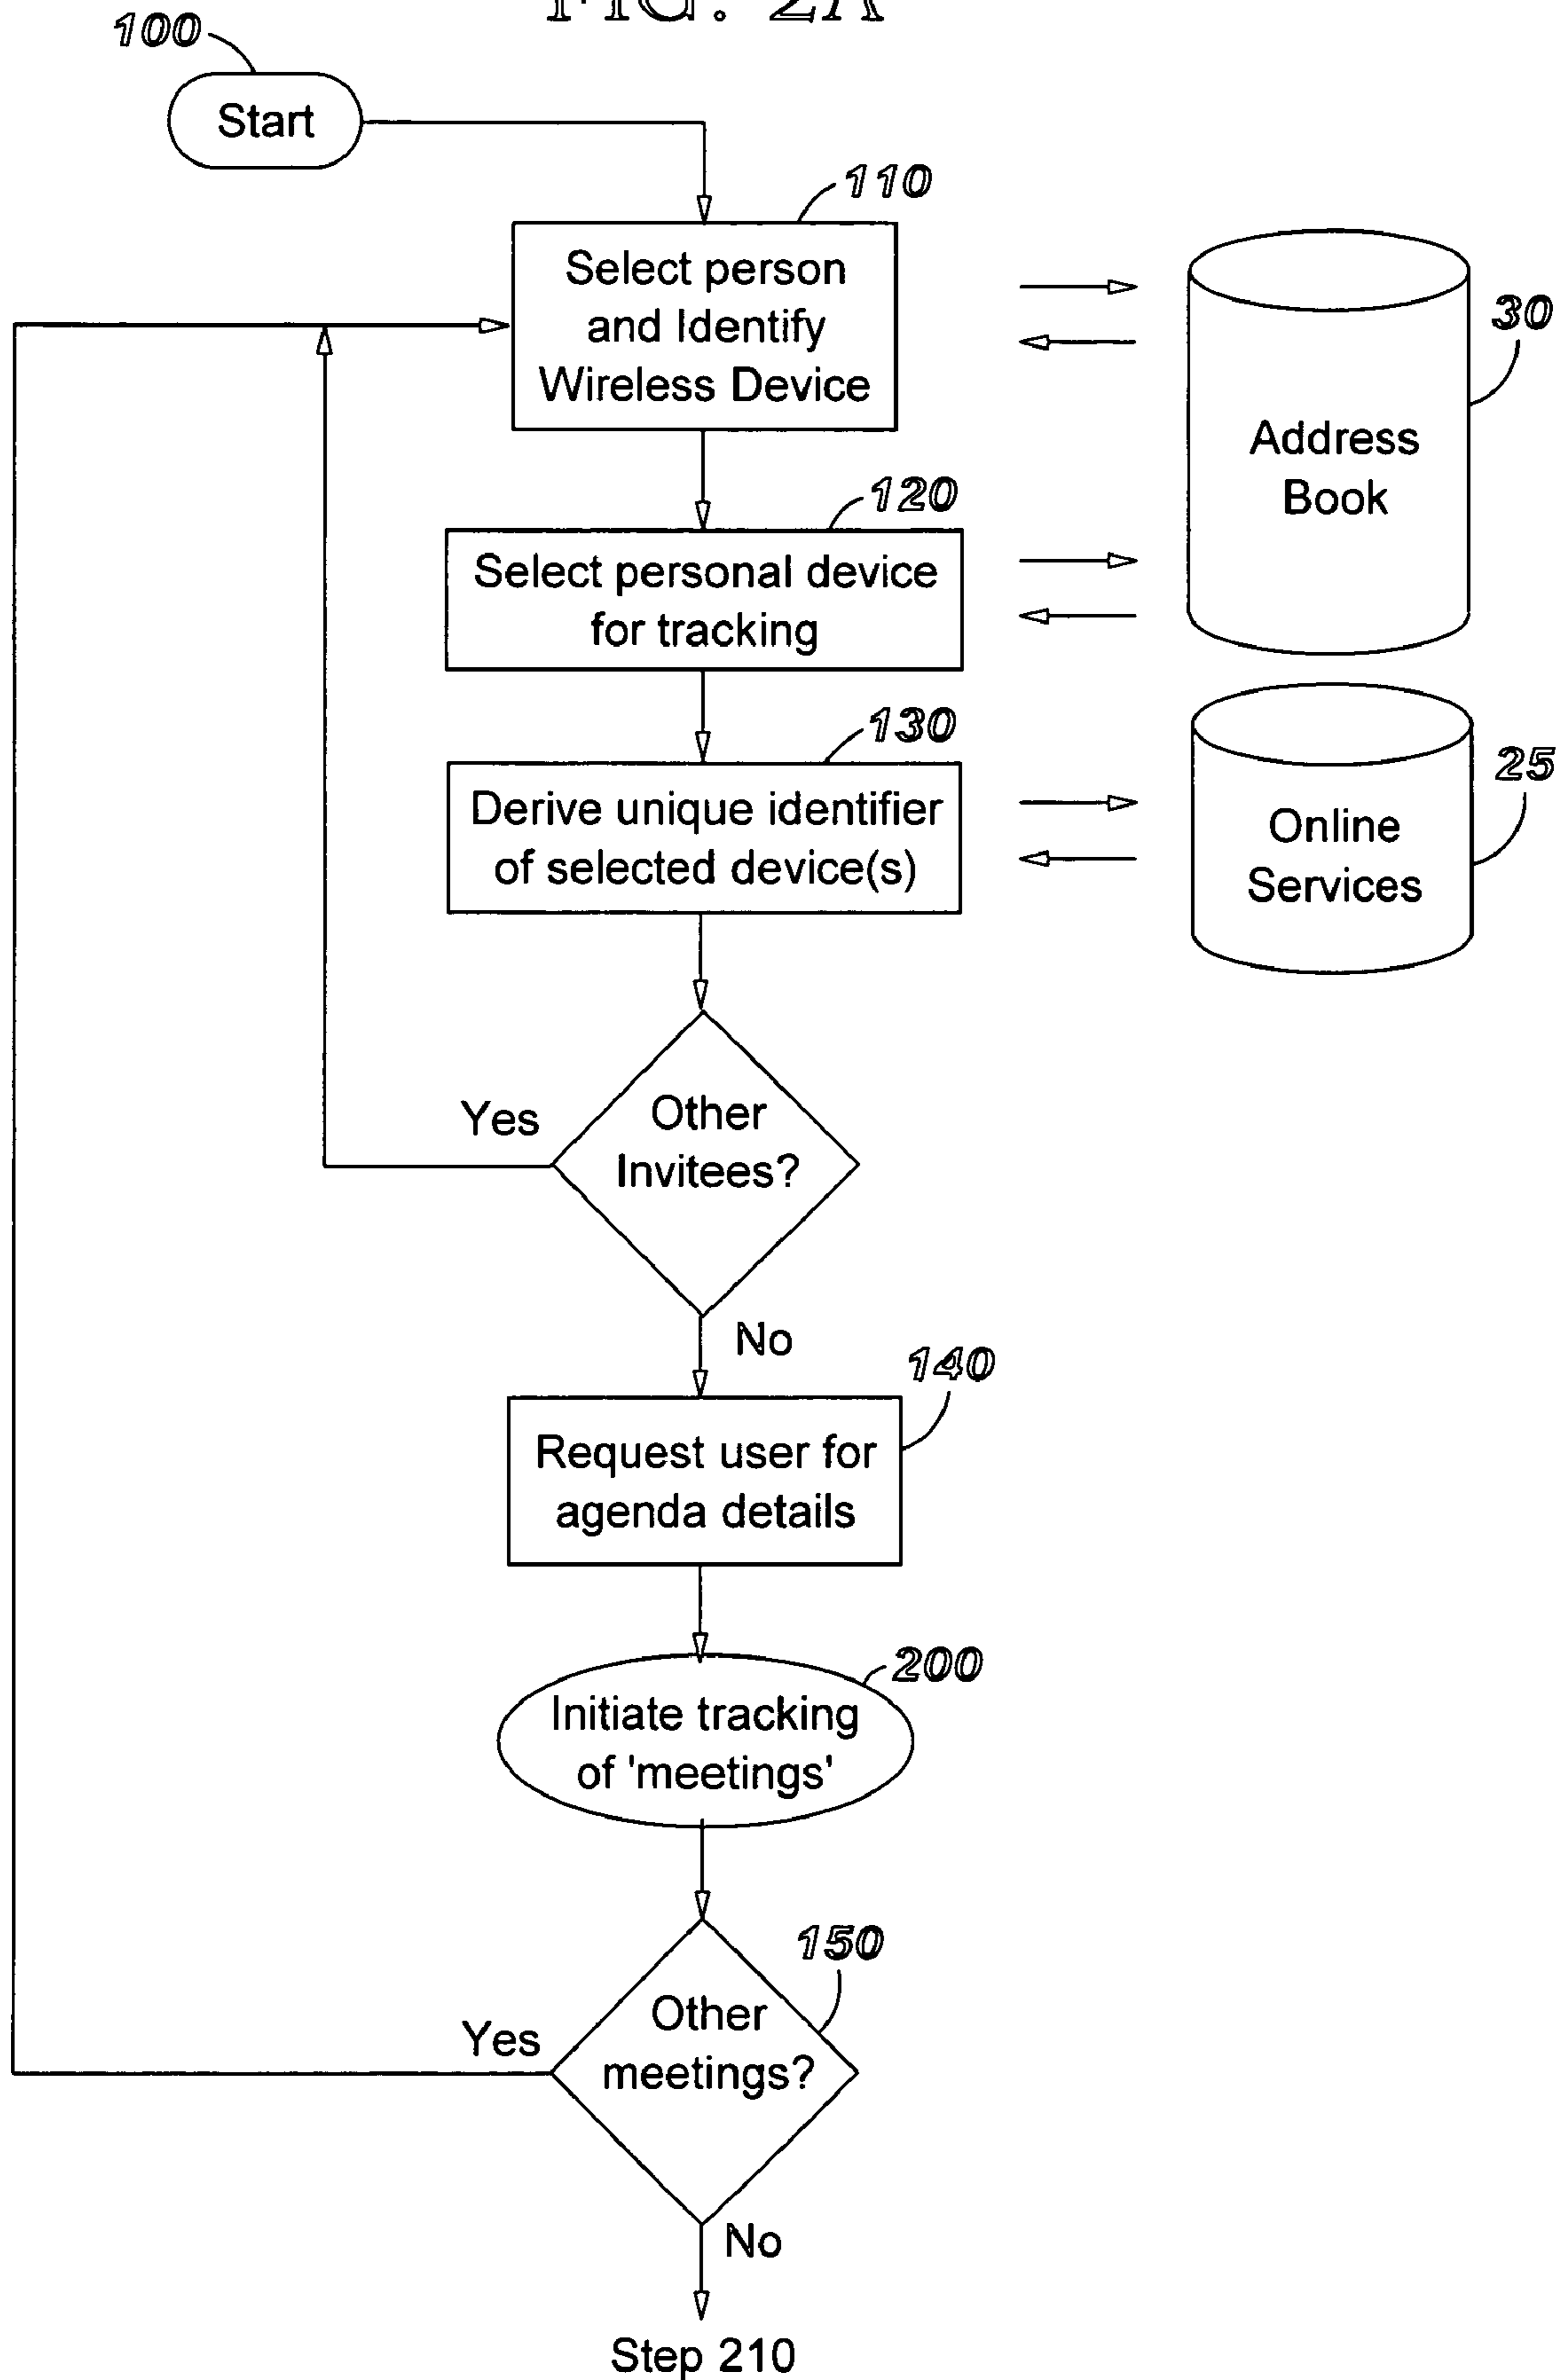 FIG. 2A
100
Start
110
Select person
and Identify
Wireless Device
30
Address
Book
120
Select personal device
for tracking
130
Derive unique identifier
of selected device(s)
25
Online
Services
Yes
Other
Invitees?
No
140
Request user for
agenda details
200
Initiate tracking
of 'meetings'
150
Yes
Other
meetings?
No
Step 210